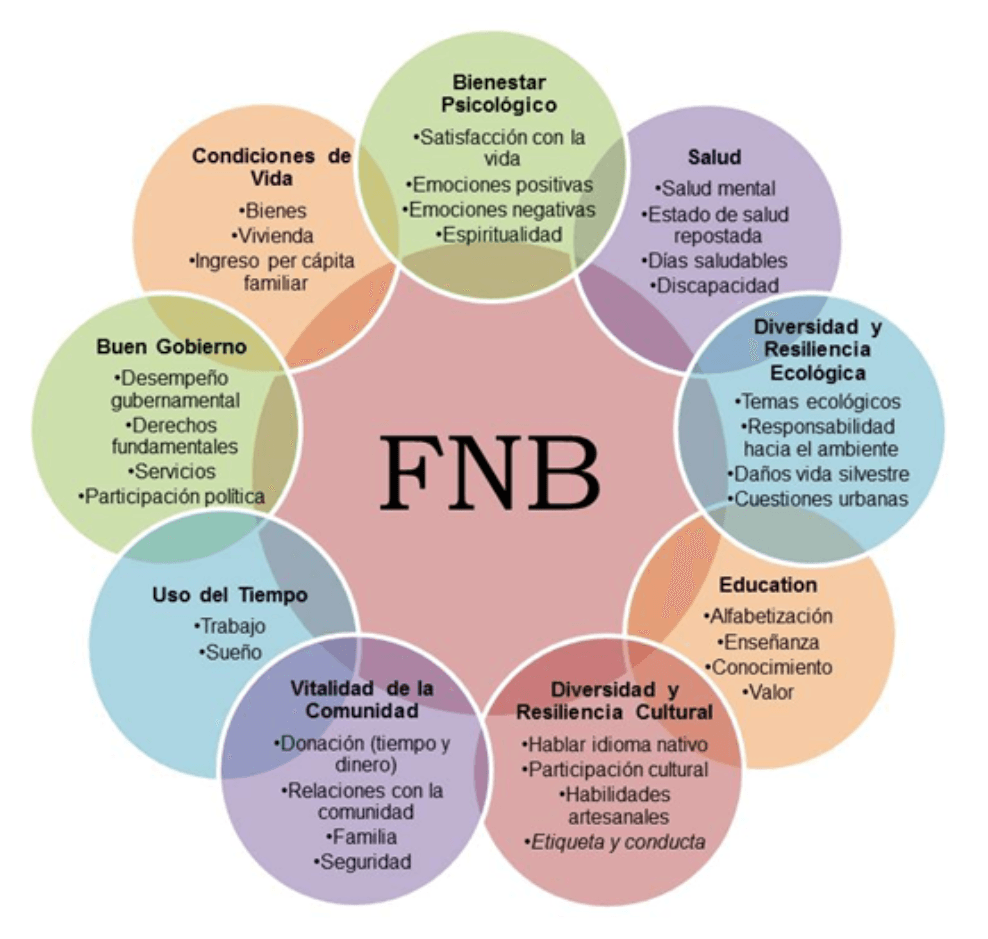 Bienestar
Psicológico
•Satisfacción con la
vida
•Emociones positivas
•Emociones negativas
•Espiritualidad
Salud
•Salud mental
•Estado de salud
repostada
•Días saludables
•Discapacidad
Diversidad y
Resiliencia
Ecológica
•Temas ecológicos
•Responsabilidad
hacia el ambiente
•Daños vida silvestre
•Cuestiones urbanas
Education
•Alfabetización
•Enseñanza
•Conocimiento
•Valor
Diversidad y
Resiliencia Cultural
•Hablar idioma nativo
•Participación cultural
•Habilidades
artesanales
•Etiqueta y conducta
Vitalidad de la
Comunidad
•Donación (tiempo y
dinero)
•Relaciones con la
comunidad
•Familia
•Seguridad
Uso del Tiempo
•Trabajo
•Sueño
Buen Gobierno
•Desempeño
gubernamental
•Derechos
fundamentales
•Servicios
•Participación política
Condiciones de
Vida
•Bienes
•Vivienda
•Ingreso per cápita
familiar
FNB